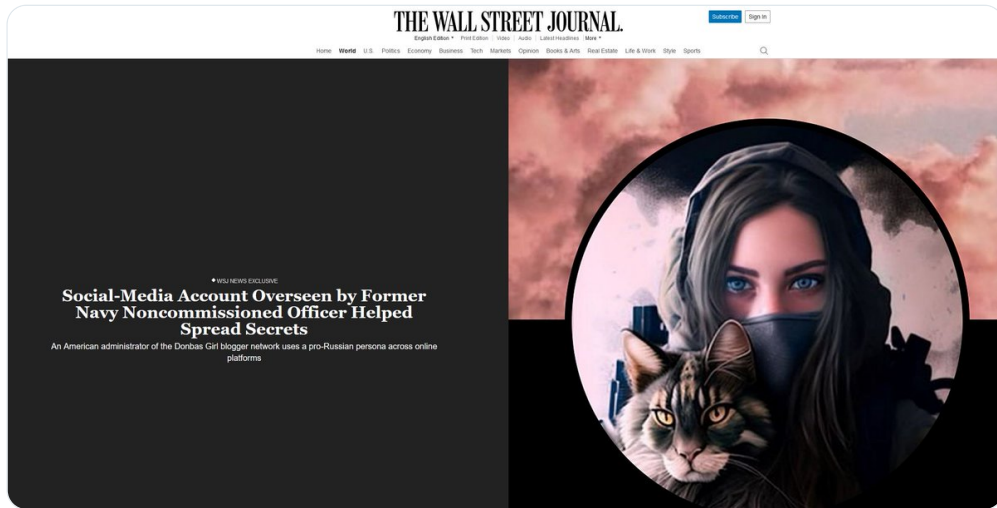 THE WALL STREET JOURNAL.
Subscribe Sign In
English Edition Print Edition Video Audio Latest Headlines More
Home World U.S. Politics Economy Business Tech Markets Opinion Books & Arts Real Estate Life & Work Style Sports
WSJ NEWS EXCLUSIVE
Social-Media Account Overseen by Former
Navy Noncommissioned Officer Helped
Spread Secrets
An American administrator of the Donbas Girl blogger network uses a pro-Russian persona across online
platforms